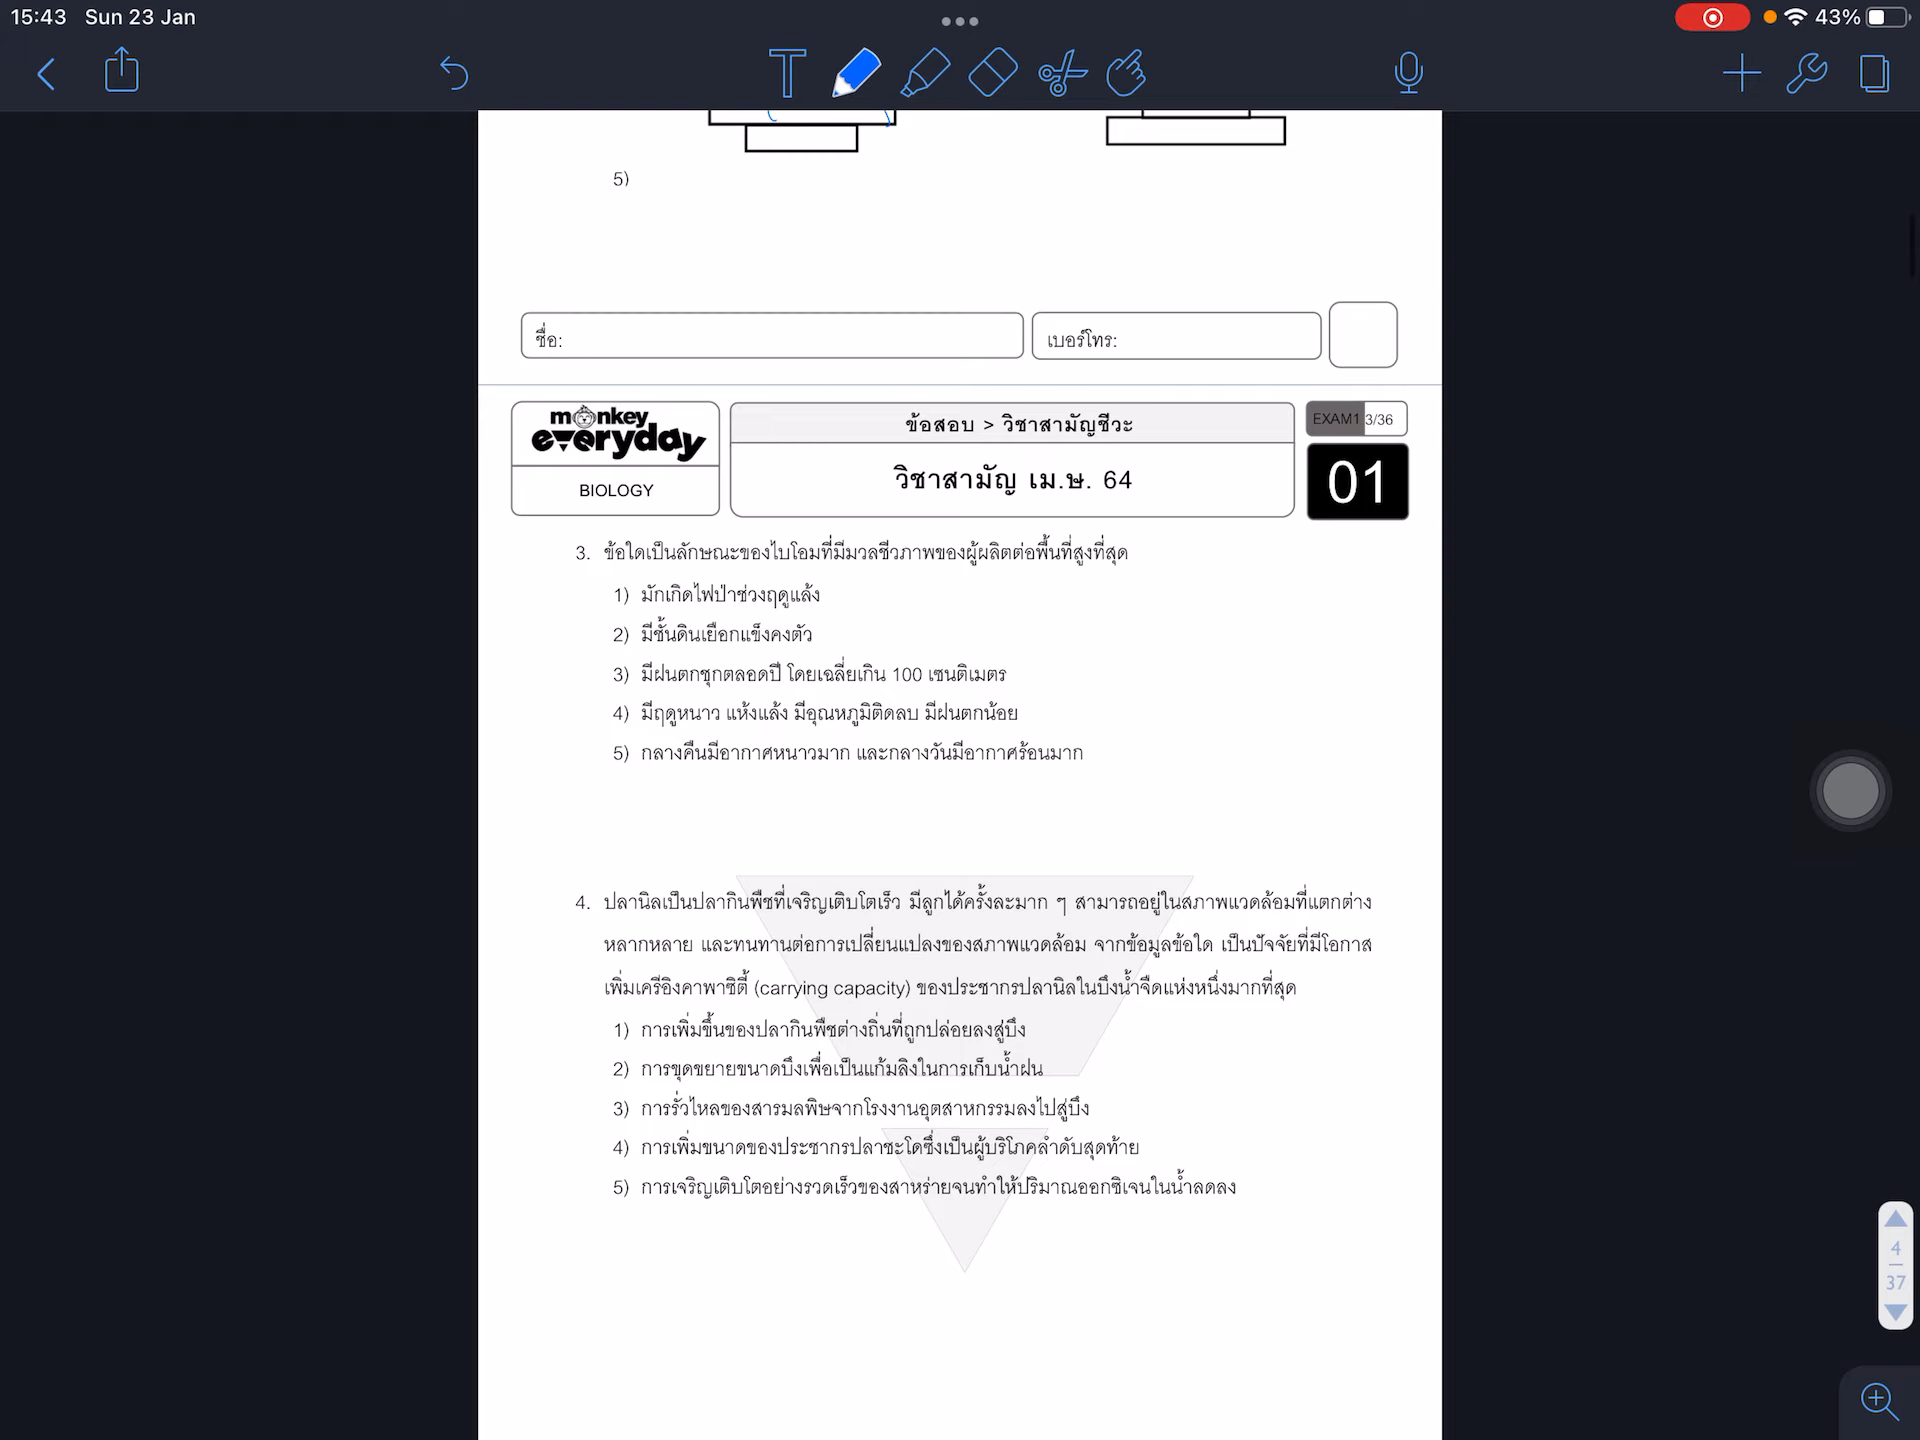 15:43 Sun 23 Jan
43%
5)
ชื่อ:
เบอร์โทร:
monkey everyday
BIOLOGY
ข้อสอบ > วิชาสามัญชีวะ
วิชาสามัญ เม.ษ. 64
EXAM1 3/36
01
3. ข้อใดเป็นลักษณะของไบโอมที่มีมวลชีวภาพของผู้ผลิตต่อพื้นที่สูงที่สุด
1) มักเกิดไฟป่าช่วงฤดูแล้ง
2) มีชั้นดินเยือกแข็งคงตัว
3) มีฝนตกชุกตลอดปี โดยเฉลี่ยเกิน 100 เซนติเมตร
4) มีฤดูหนาว แห้งแล้ง มีอุณหภูมิติดลบ มีฝนตกน้อย
5) กลางคืนมีอากาศหนาวมาก และกลางวันมีอากาศร้อนมาก
4. ปลานิลเป็นปลากินพืชที่เจริญเติบโตเร็ว มีลูกได้ครั้งละมาก ๆ สามารถอยู่ในสภาพแวดล้อมที่แตกต่าง
หลากหลาย และทนทานต่อการเปลี่ยนแปลงของสภาพแวดล้อม จากข้อมูลข้อใด เป็นปัจจัยที่มีโอกาส
เพิ่มเครีอิงคาพาซิตี้ (carrying capacity) ของประชากรปลานิลในบึงน้ำจืดแห่งหนึ่งมากที่สุด
1) การเพิ่มขึ้นของปลากินพืชต่างถิ่นที่ถูกปล่อยลงสู่บึง
2) การขุดขยายขนาดบึงเพื่อเป็นแก้มลิงในการเก็บน้ำฝน
3) การรั่วไหลของสารมลพิษจากโรงงานอุตสาหกรรมลงไปสู่บึง
4) การเพิ่มขนาดของประชากรปลาชะโดซึ่งเป็นผู้บริโภคลำดับสุดท้าย
5) การเจริญเติบโตอย่างรวดเร็วของสาหร่ายจนทำให้ปริมาณออกซิเจนในน้ำลดลง
4
37